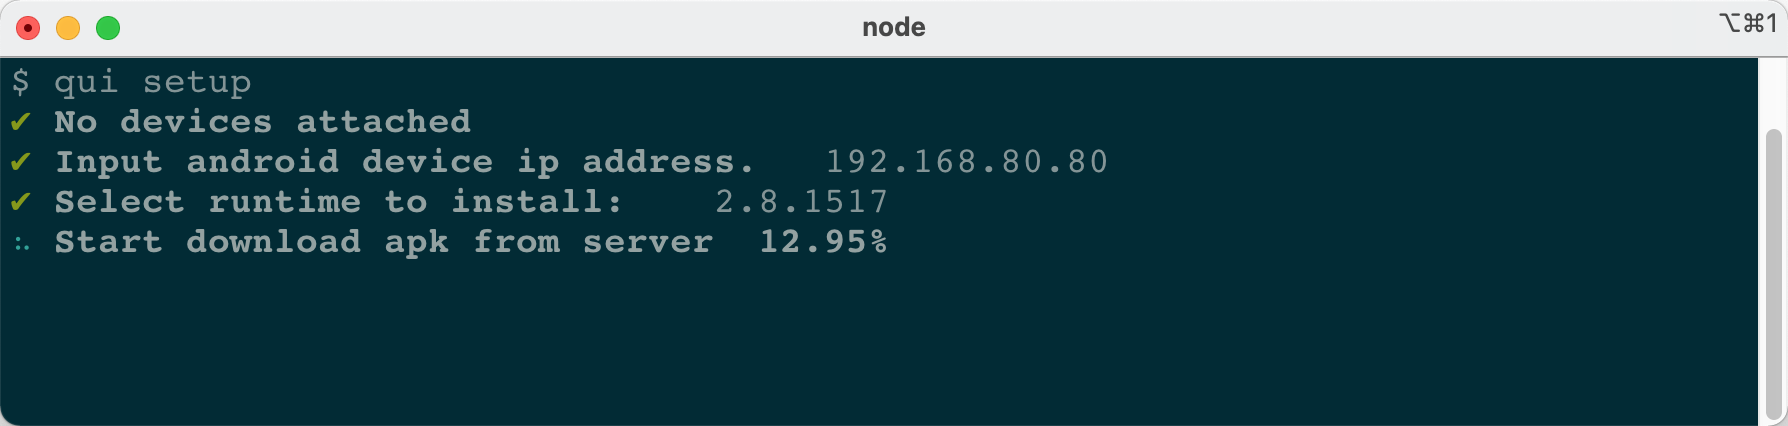 node
⌥⌘1
$ qui setup
✔ No devices attached
✔ Input android device ip address. 192.168.80.80
✔ Select runtime to install: 2.8.1517
Start download apk from server 12.95%